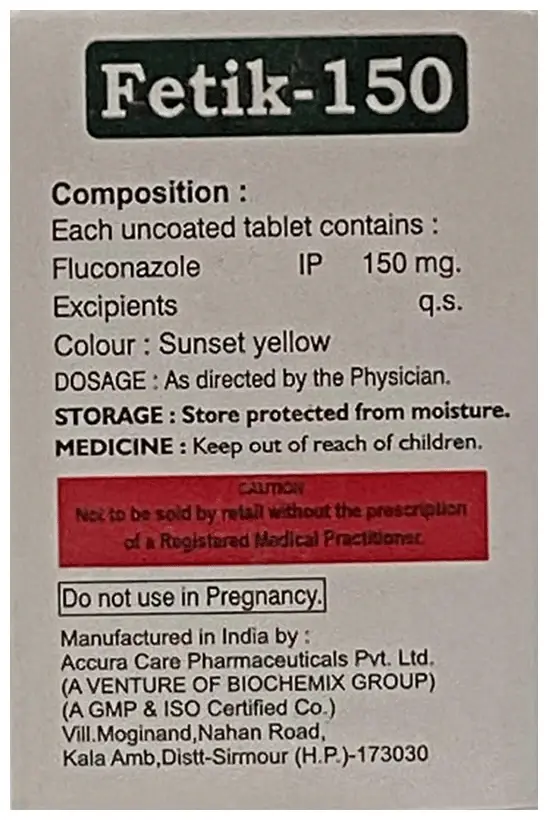 Fetik-150
Composition :
Each uncoated tablet contains :
Fluconazole IP 150 mg.
Excipients q.s.
Colour : Sunset yellow
DOSAGE : As directed by the Physician.
STORAGE : Store protected from moisture.
MEDICINE : Keep out of reach of children.
CAUTION
Not to be sold by retail without the prescription
of a Registered Medical Practitioner.
Do not use in Pregnancy.
Manufactured in India by :
Accura Care Pharmaceuticals Pvt. Ltd.
(A VENTURE OF BIOCHEMIX GROUP)
(A GMP & ISO Certified Co.)
Vill.Moginand,Nahan Road,
Kala Amb,Distt-Sirmour (H.P.)-173030